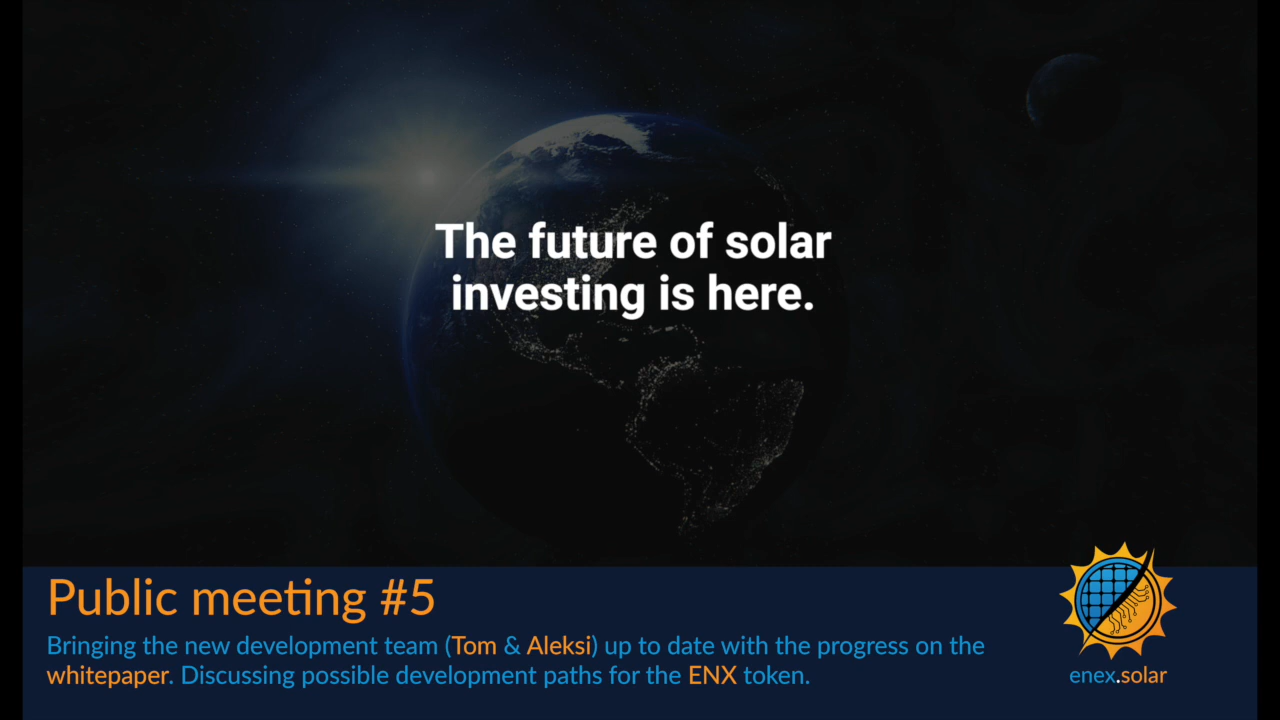 The future of solar
investing is here.
Public meeting #5
Bringing the new development team (Tom & Aleksi) up to date with the progress on the
whitepaper. Discussing possible development paths for the ENX token.
enex.solar